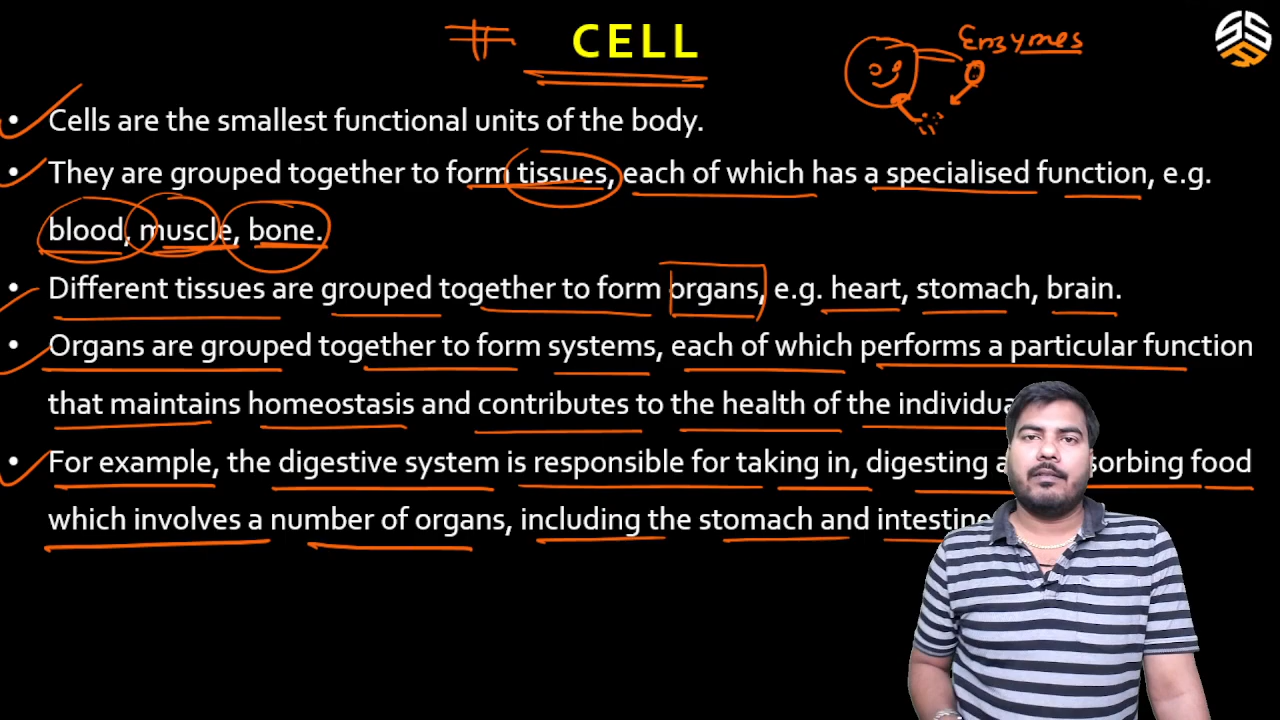 # CELL
Enzymes
SSR
• Cells are the smallest functional units of the body.
• They are grouped together to form tissues, each of which has a specialised function, e.g.
blood, muscle, bone.
• Different tissues are grouped together to form organs, e.g. heart, stomach, brain.
• Organs are grouped together to form systems, each of which performs a particular function
that maintains homeostasis and contributes to the health of the
• For example, the digestive system is responsible for taking in, digesting food
which involves a number of organs, including the stomach and